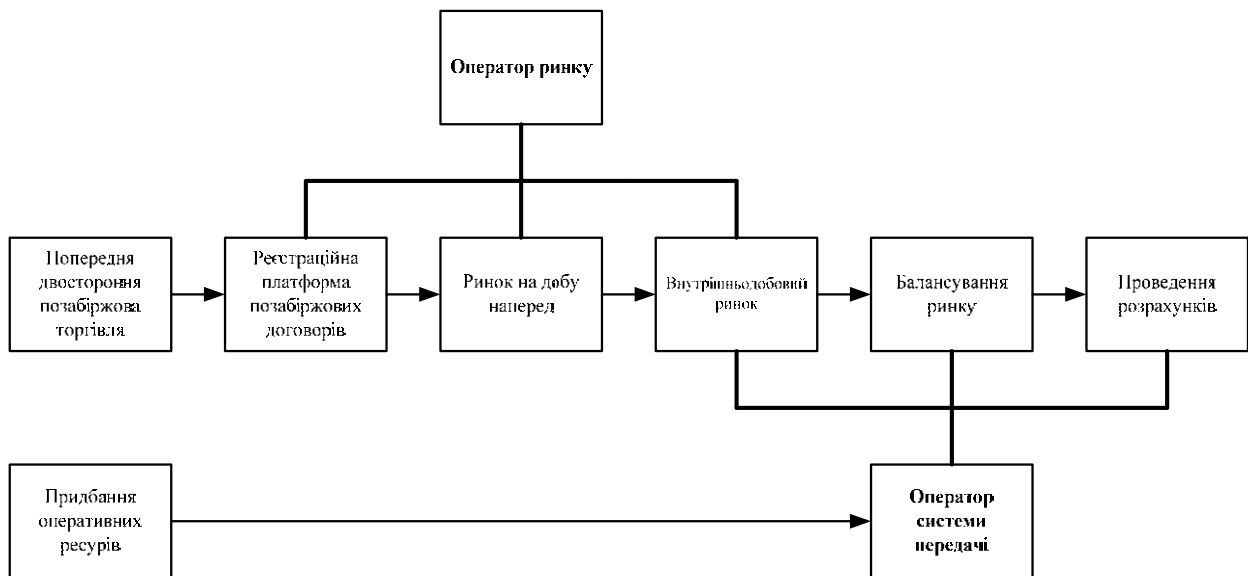 Оператор ринку
Попередня
двостороння
позабіржова
торгівля
Реєстраційна
платформа
позабіржових
договорів
Ринок на добу
наперед
Внутрішньодобовий
ринок
Балансування
ринку
Проведення
розрахунків
Придбання
оперативних
ресурів
Оператор
системи
передачі